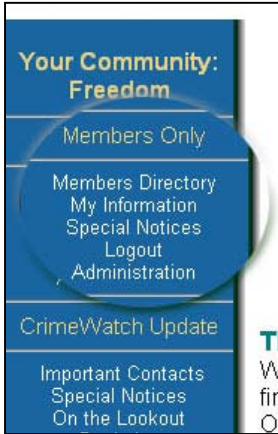 Your Community:
Freedom
Members Only
Members Directory
My Information
Special Notices
Logout
Administration
CrimeWatch Update
Important Contacts
Special Notices
On the Lookout